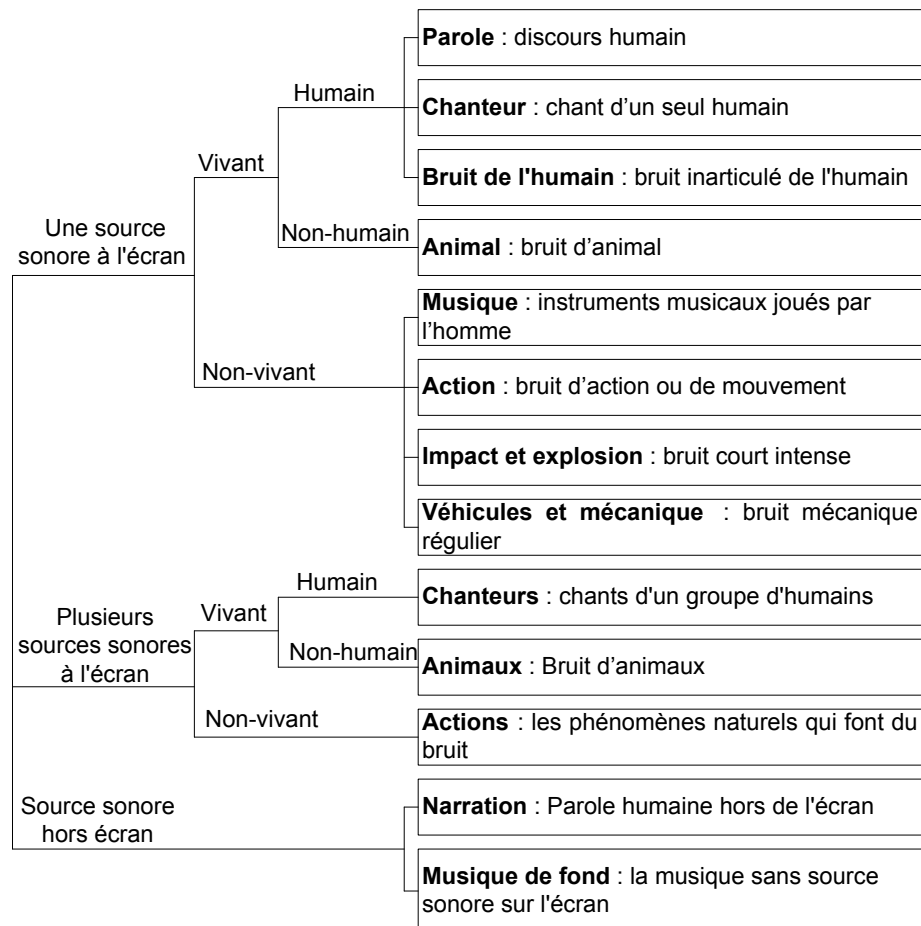 Parole : discours humain
Humain
Chanteur : chant d’un seul humain
Vivant
Bruit de l'humain : bruit inarticulé de l'humain
Une source
sonore à l'écran
Non-humain
Animal : bruit d’animal
Musique : instruments musicaux joués par
l’homme
Non-vivant
Action : bruit d’action ou de mouvement
Impact et explosion : bruit court intense
Véhicules et mécanique : bruit mécanique
régulier
Humain
Chanteurs : chants d'un groupe d'humains
Plusieurs
sources sonores
à l'écran
Vivant
Non-humain
Animaux : Bruit d’animaux
Non-vivant
Actions : les phénomènes naturels qui font du
bruit
Source sonore
hors écran
Narration : Parole humaine hors de l'écran
Musique de fond : la musique sans source
sonore sur l'écran